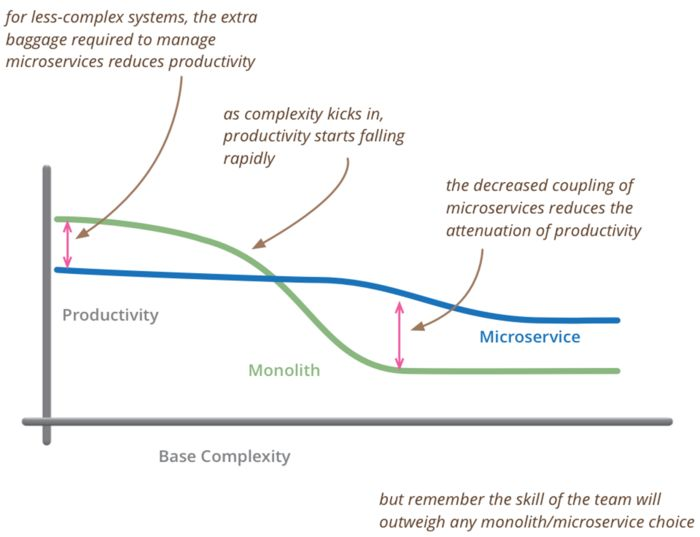 for less-complex systems, the extra
baggage required to manage
microservices reduces productivity
as complexity kicks in,
productivity starts falling
rapidly
the decreased coupling of
microservices reduces the
attenuation of productivity
Productivity
Microservice
Monolith
Base Complexity
but remember the skill of the team will
outweigh any monolith/microservice choice